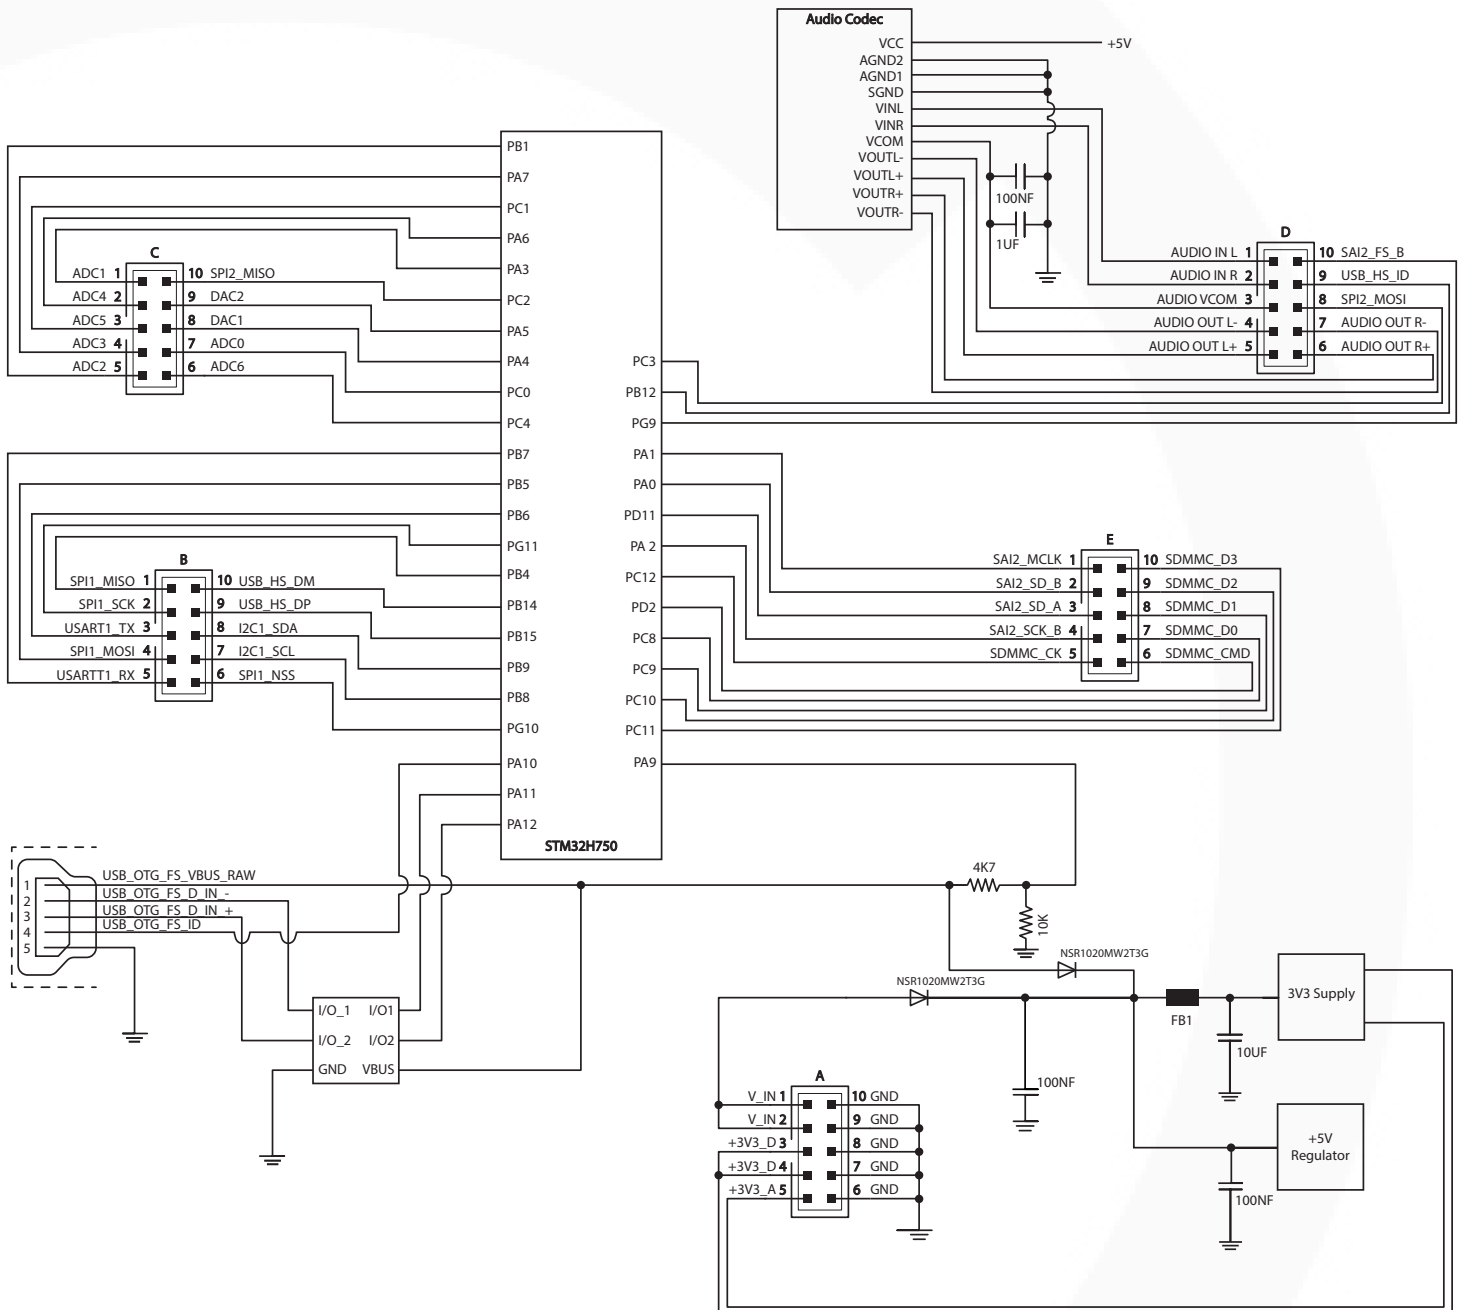 Audio Codec
VCC
+5V
AGND2
AGND1
SGND
VINL
VINR
VCOM
VOUTL-
VOUTL+
VOUTR+
VOUTR-
100NF
1UF
D
AUDIO IN L 1
AUDIO IN R 2
AUDIO VCOM 3
AUDIO OUT L- 4
AUDIO OUT L+ 5
10 SAI2_FS_B
9 USB_HS_ID
8 SPI2_MOSI
7 AUDIO OUT R-
6 AUDIO OUT R+
PB1
PA7
PC1
PA6
PA3
PC2
PA5
PA4
PC0
PC4
PB7
PB5
PB6
PG11
PB4
PB14
PB15
PB9
PB8
PG10
PA10
PA11
PA12
PC3
PB12
PG9
PA1
PA0
PD11
PA 2
PC12
PD2
PC8
PC9
PC10
PC11
PA9
STM32H750
C
ADC1 1
ADC4 2
ADC5 3
ADC3 4
ADC2 5
10 SPI2_MISO
9 DAC2
8 DAC1
7 ADC0
6 ADC6
B
SPI1_MISO 1
SPI1_SCK 2
USART1_TX 3
SPI1_MOSI 4
USARTT1_RX 5
10 USB_HS_DM
9 USB_HS_DP
8 I2C1_SDA
7 I2C1_SCL
6 SPI1_NSS
E
SAI2_MCLK 1
SAI2_SD_B 2
SAI2_SD_A 3
SAI2_SCK_B 4
SDMMC_CK 5
10 SDMMC_D3
9 SDMMC_D2
8 SDMMC_D1
7 SDMMC_D0
6 SDMMC_CMD
1
2
3
4
5
USB_OTG_FS_VBUS_RAW
USB_OTG_FS_D_IN_-
USB_OTG_FS_D_IN_+
USB_OTG_FS_ID
I/O_1 I/O1
I/O_2 I/O2
GND VBUS
4K7
10K
NSR1020MW2T3G
NSR1020MW2T3G
FB1
3V3 Supply
10UF
100NF
+5V
Regulator
100NF
A
V_IN 1
V_IN 2
+3V3_D 3
+3V3_D 4
+3V3_A 5
10 GND
9 GND
8 GND
7 GND
6 GND